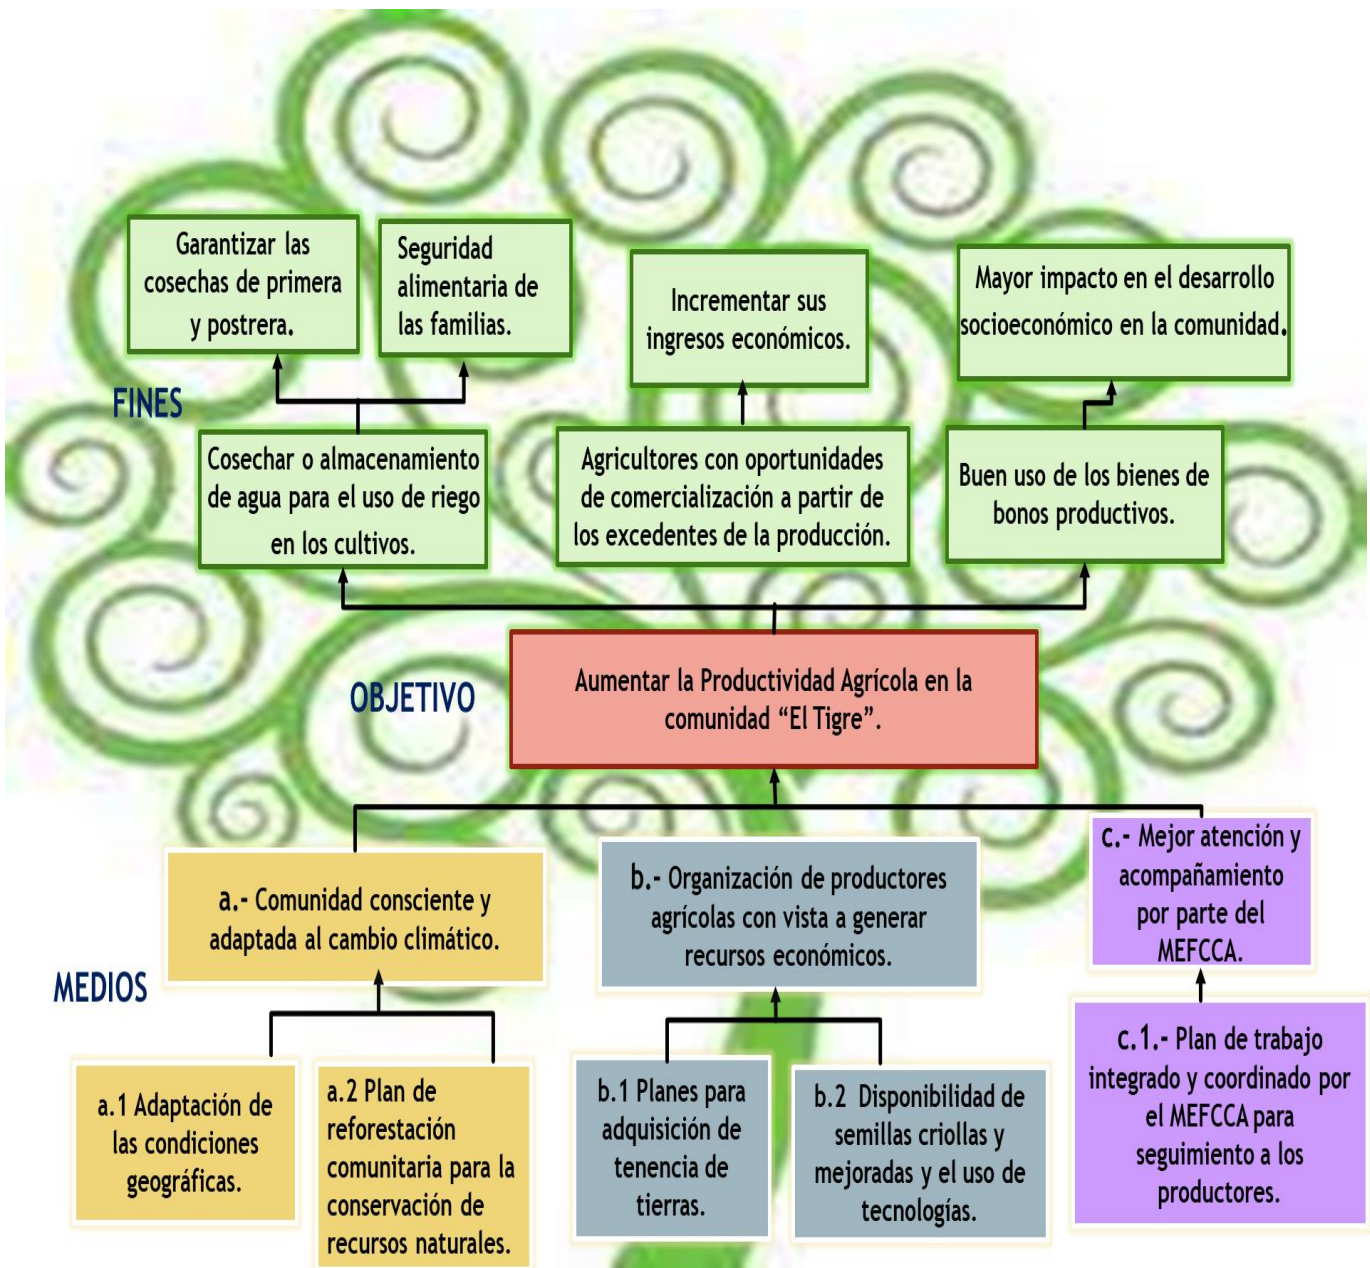 Garantizar las
cosechas de primera
y postrera.
Seguridad
alimentaria de
las familias.
Incrementar sus
ingresos económicos.
Mayor impacto en el desarrollo
socioeconómico en la comunidad.
FINES
Cosechar o almacenamiento
de agua para el uso de riego
en los cultivos.
Agricultores con oportunidades
de comercialización a partir de
los excedentes de la producción.
Buen uso de los bienes de
bonos productivos.
OBJETIVO
Aumentar la Productividad Agrícola en la
comunidad “El Tigre”.
MEDIOS
a.- Comunidad consciente y
adaptada al cambio climático.
b.- Organización de productores
agrícolas con vista a generar
recursos económicos.
c.- Mejor atención y
acompañamiento
por parte del
MEFCCA.
a.1 Adaptación de
las condiciones
geográficas.
a.2 Plan de
reforestación
comunitaria para la
conservación de
recursos naturales.
b.1 Planes para
adquisición de
tenencia de
tierras.
b.2 Disponibilidad de
semillas criollas y
mejoradas y el uso de
tecnologías.
c.1.- Plan de trabajo
integrado y coordinado por
el MEFCCA para
seguimiento a los
productores.